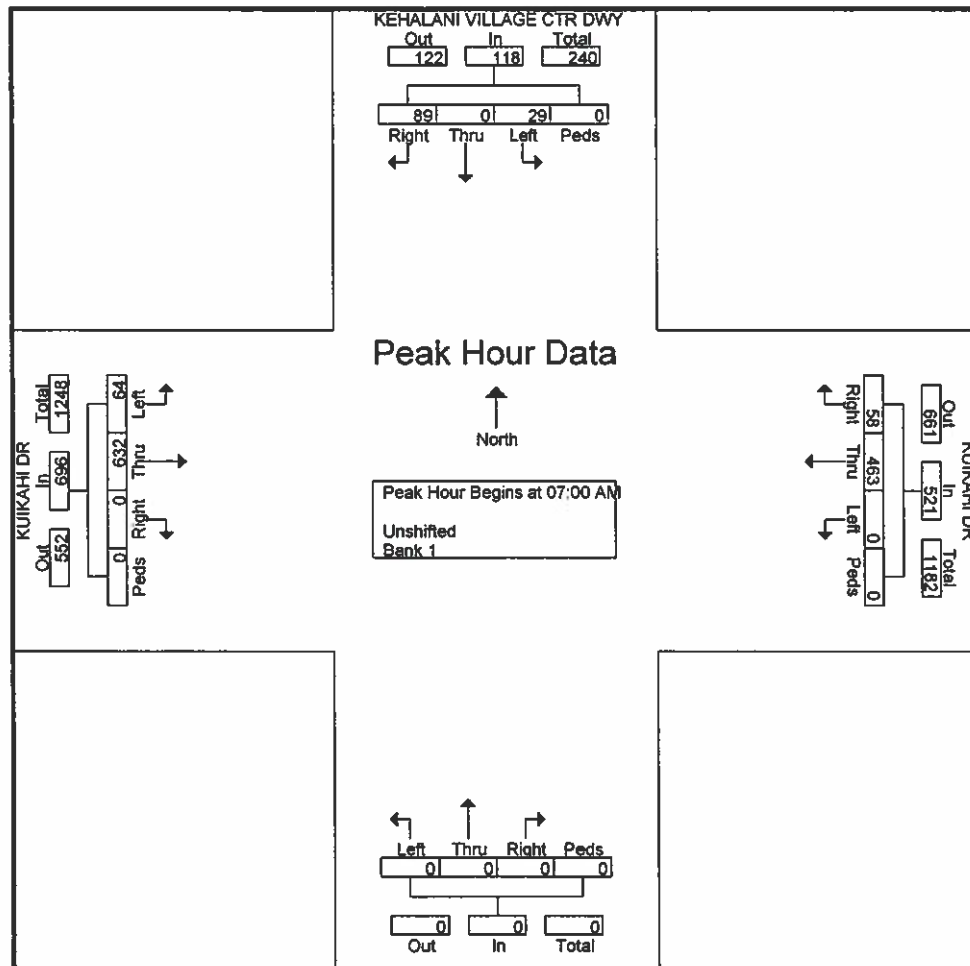 KEHALANI VILLAGE CTR DWY
Out In Total
122 118 240
89 0 29 0
Right Thru Left Peds
Peak Hour Data
North
Peak Hour Begins at 07:00 AM
Unshifted
Bank 1
KUIKAHI DR
Out In Total
552 696 1248
Left Thru Right Peds
64 632 0 0
KUIKAHI DR
Out In Total
661 521 1182
Right Thru Left Peds
58 463 0 0
Left Thru Right Peds
0 0 0 0
0 0 0
Out In Total